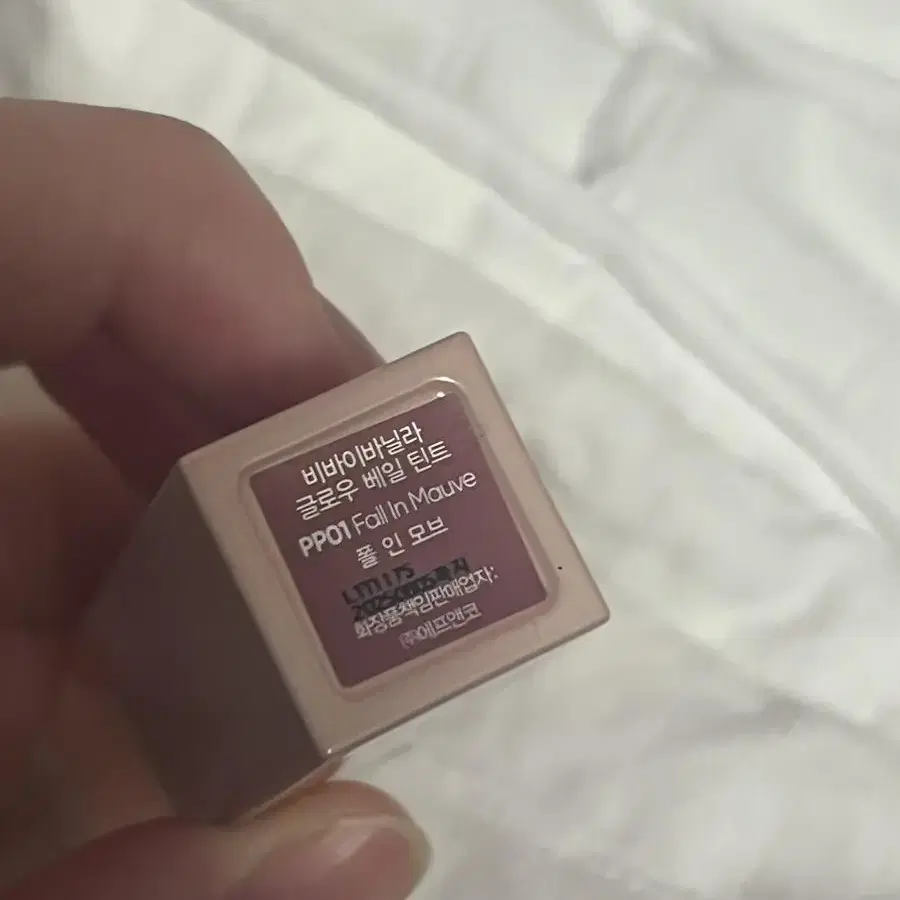 비바이바닐라
글로우 베일 틴트
PP01 Fall In Mauve
폴 인 모브
화장품책임판매업자:
㈜에프앤코